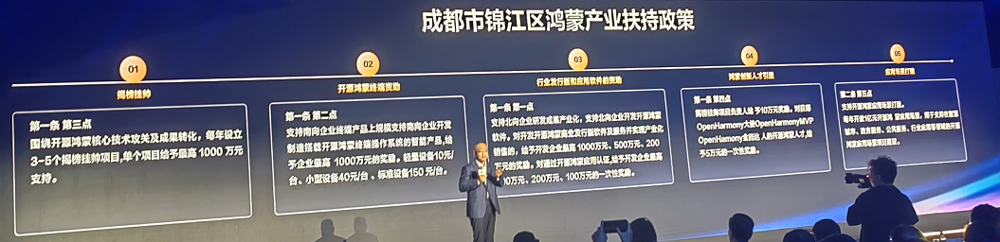 成都市锦江区鸿蒙产业扶持政策
01
揭榜挂帅
第一条 第三点
围绕开源鸿蒙核心技术攻关及成果转化，每年设立
3-5个揭榜挂帅项目,单个项目给予最高 1000 万元
支持。
02
开源鸿蒙终端资助
第一条 第二点
支持南向企业终端产品上规模支持南向企业开发
制造搭载开源鸿蒙终端操作系统的智能产品,给
予企业最高 1000万元的奖励。轻量设备10元/
台、小型设备40元/台 、标准设备150 元/台。
03
行业发行版和应用软件的资助
第一条 第一点
支持北向企业研发成果产业化，支持北向企业开发开源鸿蒙
软件。对开发开源鸿蒙商业发行版软件及服务并实现产业化
销售的，给予开发企业最高 1000万元、500万元、200
万元的奖励。对通过开源鸿蒙应用认证,给予开发企业最高
00万元、200万元、100万元的一次性奖励。
04
鸿蒙创新人才引进
第一条 第四点
揭榜挂帅项目负责人给 予10万元奖励。对获得
OpenHarmony大使OpenHarmonyMVP
OpenHarmony金码达 人的开源鸿蒙人才,给
予5万元的一次性奖励。
05
应用场景打造
第二条 第五点
支持开源鸿蒙应用场景打造。
每年开放1亿元开源鸿 蒙应用场景，用于支持在智慧
城市、政府服务、公共服务、行业应用等领域的开源
鸿蒙应用场景项目建设。